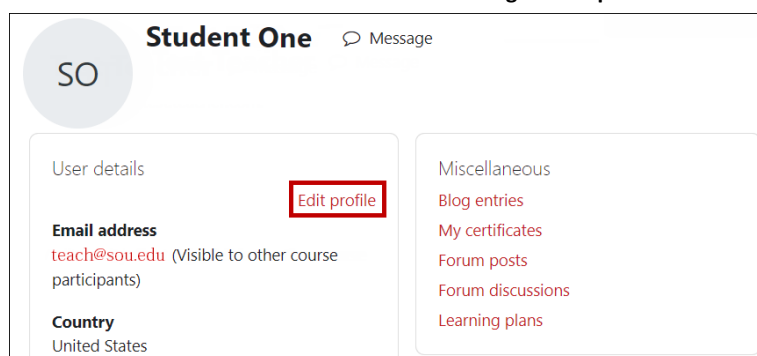 Student One
Message
SO
User details
Edit profile
Email address
teach@sou.edu (Visible to other course
participants)
Country
United States
Miscellaneous
Blog entries
My certificates
Forum posts
Forum discussions
Learning plans